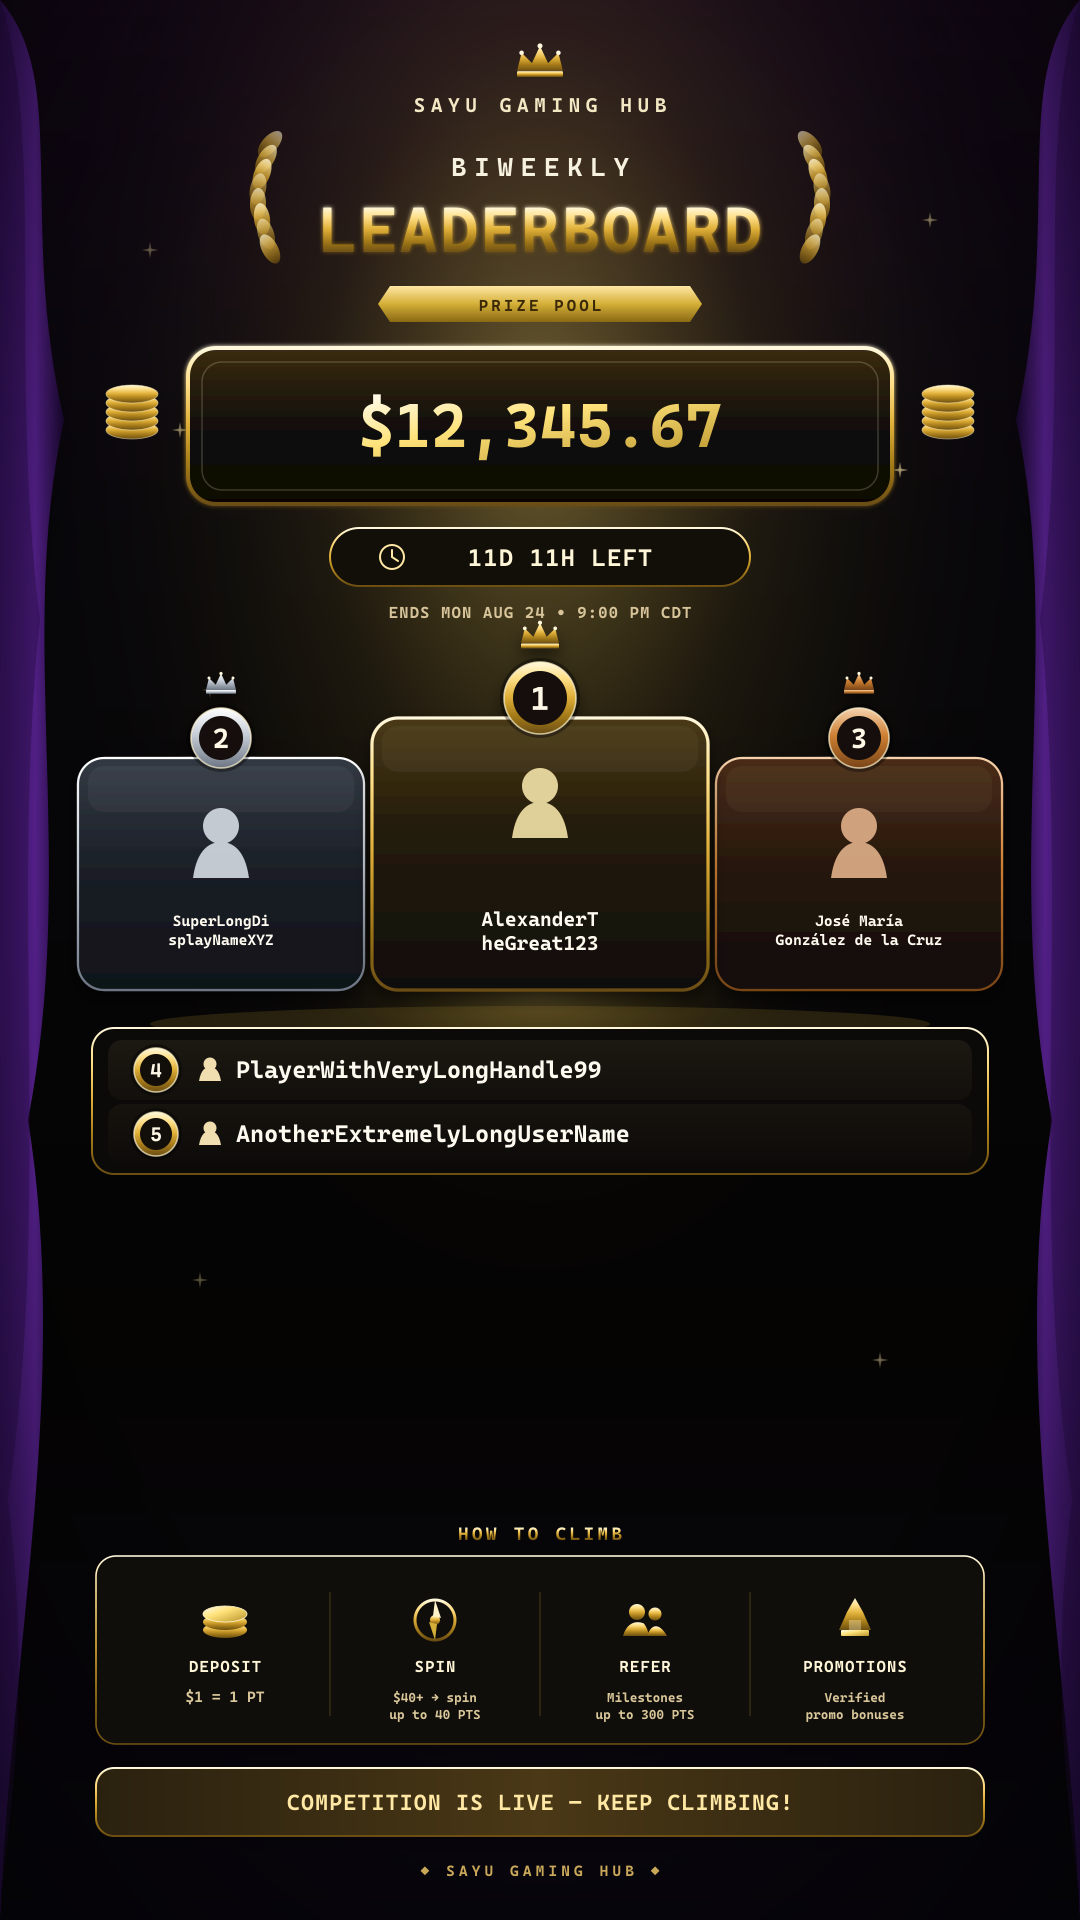 SAYU GAMING HUB
BIWEEKLY
LEADERBOARD
PRIZE POOL
$12,345.67
11D 11H LEFT
ENDS MON AUG 24 • 9:00 PM CDT
1
2
3
SuperLongDi
splayNameXYZ
AlexanderT
heGreat123
José María
González de la Cruz
4 PlayerWithVeryLongHandle99
5 AnotherExtremelyLongUserName
HOW TO CLIMB
DEPOSIT
$1 = 1 PT
SPIN
$40+ → spin
up to 40 PTS
REFER
Milestones
up to 300 PTS
PROMOTIONS
Verified
promo bonuses
COMPETITION IS LIVE — KEEP CLIMBING!
◆ SAYU GAMING HUB ◆